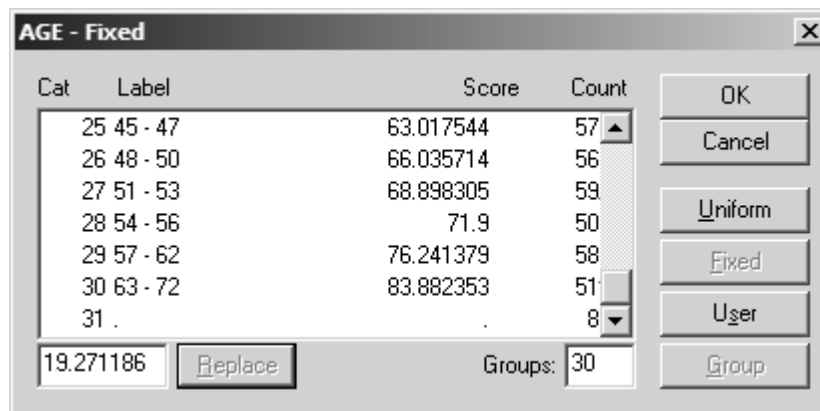 AGE - Fixed
Cat Label Score Count
25 45 - 47 63.017544 57
26 48 - 50 66.035714 56
27 51 - 53 68.898305 59
28 54 - 56 71.9 50
29 57 - 62 76.241379 58
30 63 - 72 83.882353 51
31 . . 8
19.271186 Replace Groups: 30
OK
Cancel
Uniform
Fixed
User
Group